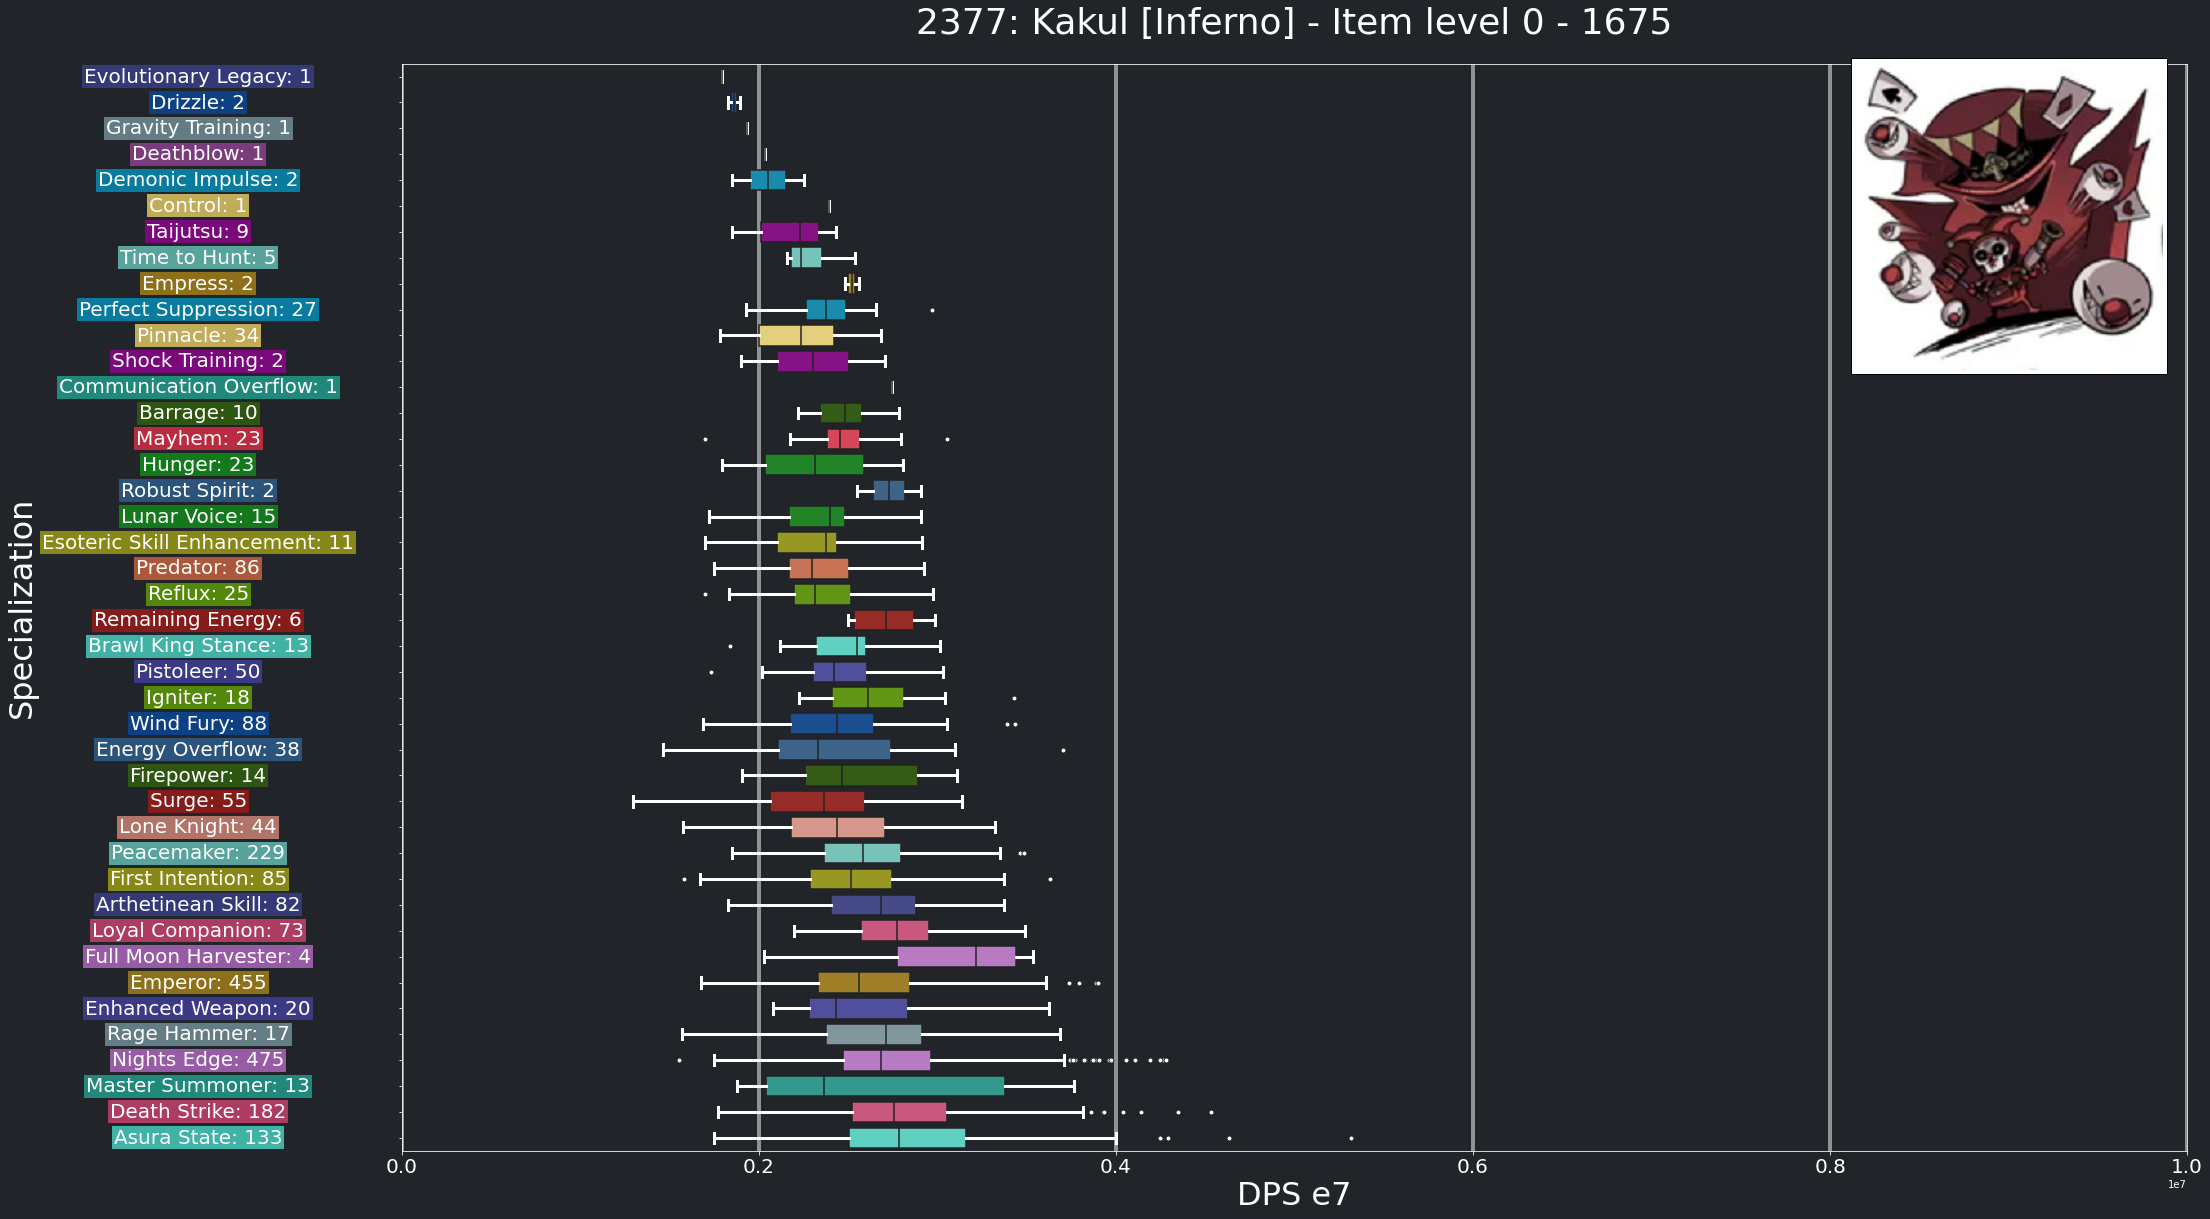 2377: Kakul [Inferno] - Item level 0 - 1675
Specialization
Evolutionary Legacy: 1
Drizzle: 2
Gravity Training: 1
Deathblow: 1
Demonic Impulse: 2
Control: 1
Taijutsu: 9
Time to Hunt: 5
Empress: 2
Perfect Suppression: 27
Pinnacle: 34
Shock Training: 2
Communication Overflow: 1
Barrage: 10
Mayhem: 23
Hunger: 23
Robust Spirit: 2
Lunar Voice: 15
Esoteric Skill Enhancement: 11
Predator: 86
Reflux: 25
Remaining Energy: 6
Brawl King Stance: 13
Pistoleer: 50
Igniter: 18
Wind Fury: 88
Energy Overflow: 38
Firepower: 14
Surge: 55
Lone Knight: 44
Peacemaker: 229
First Intention: 85
Arthetinean Skill: 82
Loyal Companion: 73
Full Moon Harvester: 4
Emperor: 455
Enhanced Weapon: 20
Rage Hammer: 17
Nights Edge: 475
Master Summoner: 13
Death Strike: 182
Asura State: 133
0.0 0.2 0.4 0.6 0.8 1.0
1e7
DPS e7